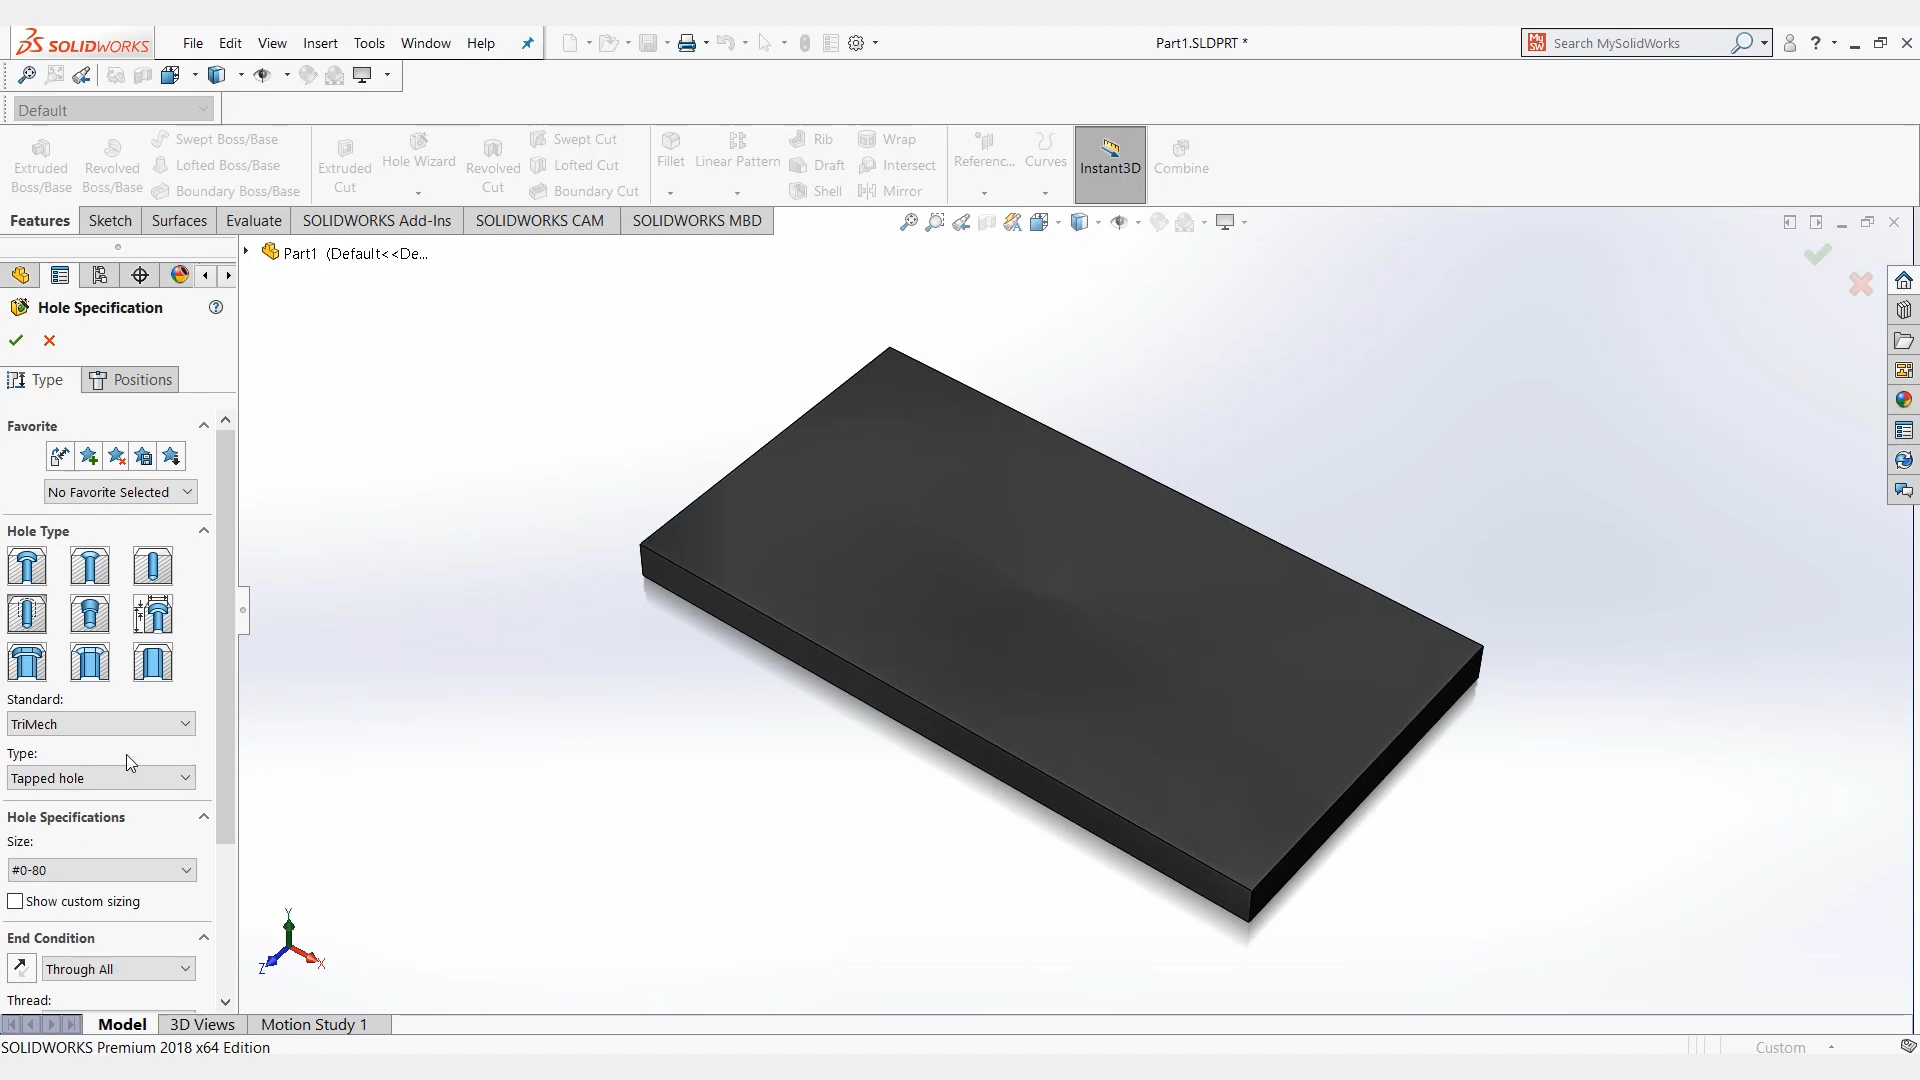 SOLIDWORKS File Edit View Insert Tools Window Help Part1.SLDPRT * Search MySolidWorks ?
Default
Extruded Boss/Base
Revolved Boss/Base
Swept Boss/Base
Lofted Boss/Base
Boundary Boss/Base
Extruded Cut
Hole Wizard
Revolved Cut
Swept Cut
Lofted Cut
Boundary Cut
Fillet
Linear Pattern
Rib
Draft
Shell
Wrap
Intersect
Mirror
Referenc...
Curves
Instant3D
Combine
Features Sketch Surfaces Evaluate SOLIDWORKS Add-Ins SOLIDWORKS CAM SOLIDWORKS MBD
Part1 (Default<<De...
Hole Specification
Type Positions
Favorite
No Favorite Selected
Hole Type
Standard:
TriMech
Type:
Tapped hole
Hole Specifications
Size:
#0-80
Show custom sizing
End Condition
Through All
Thread:
Y
Z X
Model 3D Views Motion Study 1
SOLIDWORKS Premium 2018 x64 Edition Custom